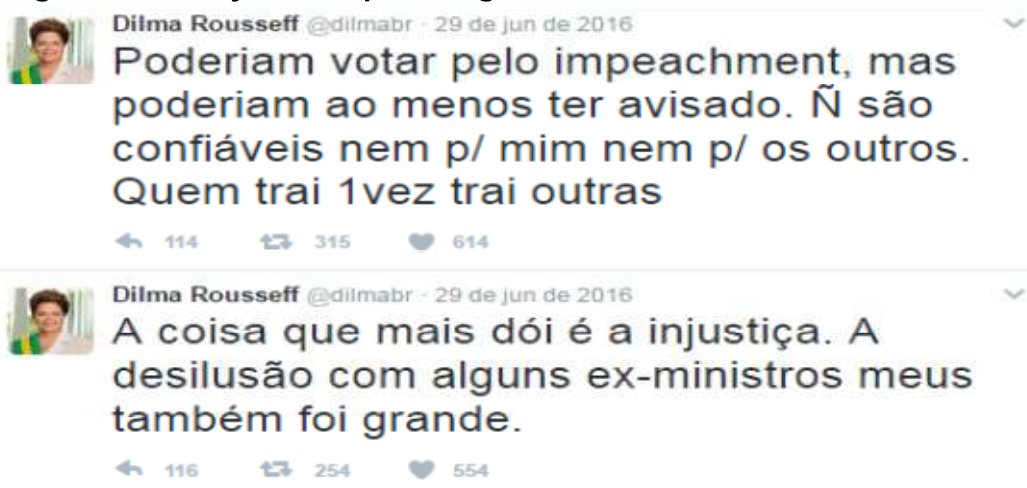 Dilma Rousseff @dilmabr · 29 de jun de 2016
Poderiam votar pelo impeachment, mas
poderiam ao menos ter avisado. Ñ são
confiáveis nem p/ mim nem p/ os outros.
Quem trai 1vez trai outras
114 315 614
Dilma Rousseff @dilmabr · 29 de jun de 2016
A coisa que mais dói é a injustiça. A
desilusão com alguns ex-ministros meus
também foi grande.
116 254 554